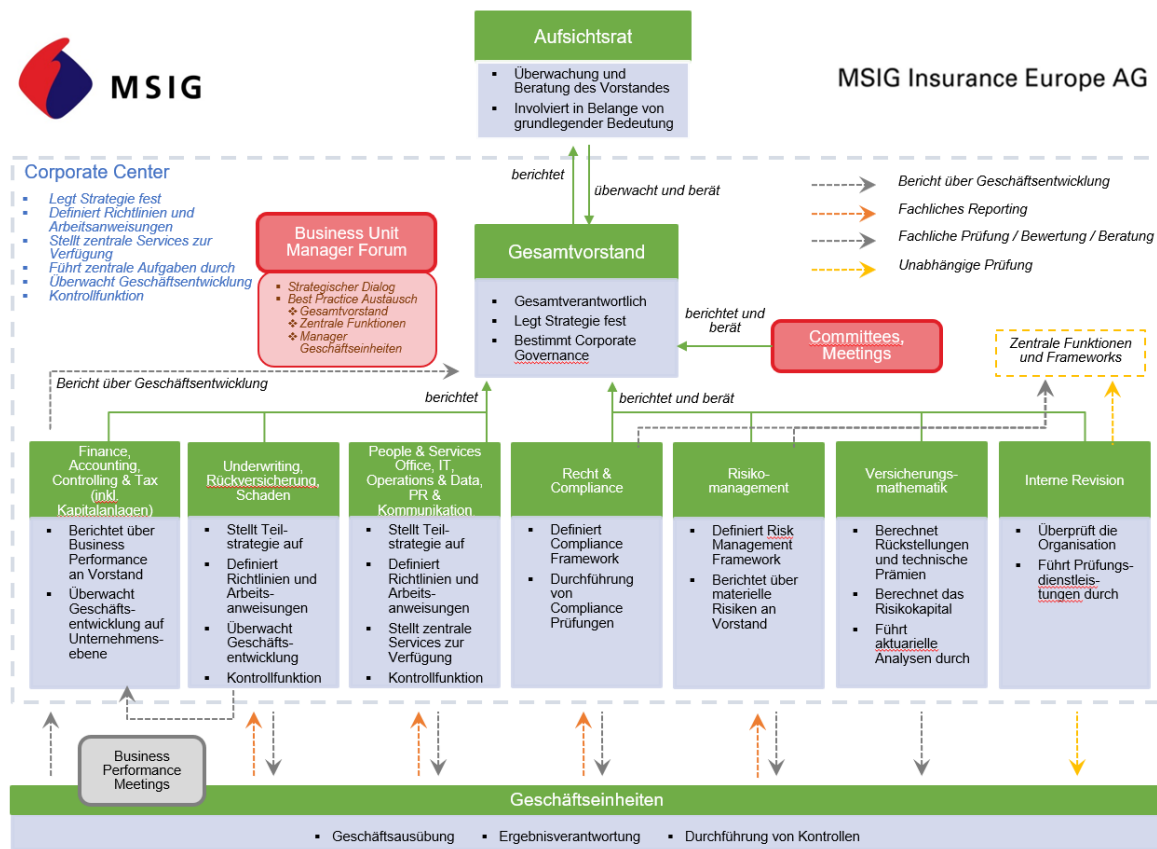 MSIG
MSIG Insurance Europe AG
Aufsichtsrat
▪ Überwachung und
Beratung des Vorstandes
▪ Involviert in Belange von
grundlegender Bedeutung
Corporate Center
▪ Legt Strategie fest
▪ Definiert Richtlinien und
Arbeitsanweisungen
▪ Stellt zentrale Services zur
Verfügung
▪ Führt zentrale Aufgaben durch
▪ Überwacht Geschäftsentwicklung
▪ Kontrollfunktion
berichtet
überwacht und berät
Bericht über Geschäftsentwicklung
Fachliches Reporting
Fachliche Prüfung / Bewertung / Beratung
Unabhängige Prüfung
Business Unit
Manager Forum
▪ Strategischer Dialog
▪ Best Practice Austausch
❖ Gesamtvorstand
❖ Zentrale Funktionen
❖ Manager
Geschäftseinheiten
Gesamtvorstand
▪ Gesamtverantwortlich
▪ Legt Strategie fest
▪ Bestimmt Corporate
Governance
berichtet und
berät
Committees,
Meetings
Zentrale Funktionen
und Frameworks
Bericht über Geschäftsentwicklung
berichtet
berichtet und berät
Finance,
Accounting,
Controlling & Tax
(inkl.
Kapitalanlagen)
▪ Berichtet über
Business
Performance
an Vorstand
▪ Überwacht
Geschäfts-
entwicklung auf
Unternehmens-
ebene
Underwriting,
Rückversicherung,
Schaden
▪ Stellt Teil-
strategie auf
▪ Definiert
Richtlinien und
Arbeits-
anweisungen
▪ Überwacht
Geschäfts-
entwicklung
▪ Kontrollfunktion
People & Services
Office, IT,
Operations & Data,
PR &
Kommunikation
▪ Stellt Teil-
strategie auf
▪ Definiert
Richtlinien und
Arbeits-
anweisungen
▪ Stellt zentrale
Services zur
Verfügung
▪ Kontrollfunktion
Recht &
Compliance
▪ Definiert
Compliance
Framework
▪ Durchführung
von
Compliance
Prüfungen
Risiko-
management
▪ Definiert Risk
Management
Framework
▪ Berichtet über
materielle
Risiken an
Vorstand
Versicherungs-
mathematik
▪ Berechnet
Rückstellungen
und technische
Prämien
▪ Berechnet das
Risikokapital
▪ Führt
aktuarielle
Analysen durch
Interne Revision
▪ Überprüft die
Organisation
▪ Führt Prüfungs-
dienstleis-
tungen durch
Business
Performance
Meetings
Geschäftseinheiten
▪ Geschäftsausübung ▪ Ergebnisverantwortung ▪ Durchführung von Kontrollen